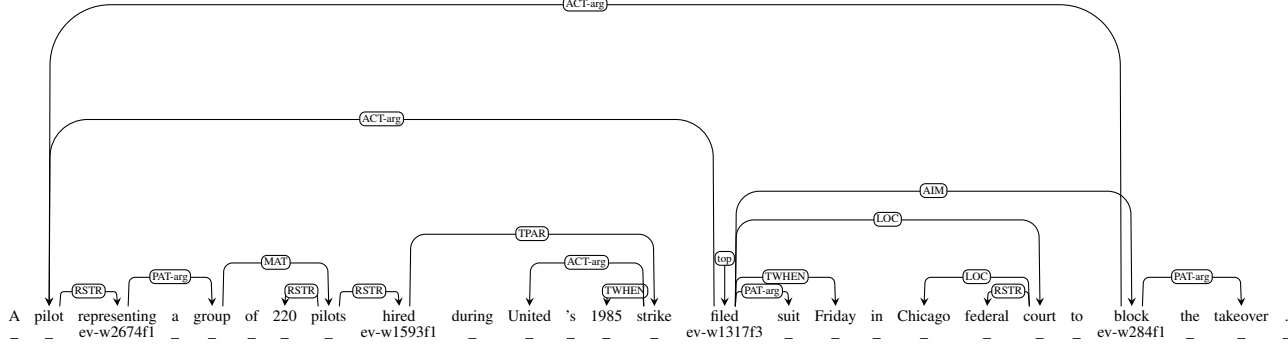 ACT-arg
ACT-arg
AIM
LOC
TPAR
top
MAT ACT-arg
PAT-arg TWHEN LOC PAT-arg
RSTR RSTR RSTR TWHEN PAT-arg RSTR
A pilot representing a group of 220 pilots hired during United 's 1985 strike filed suit Friday in Chicago federal court to block the takeover .
_ _ ev-w2674f1 _ _ _ _ _ ev-w1593f1 _ _ _ _ _ ev-w1317f3 _ _ _ _ _ _ _ ev-w284f1 _ _ _